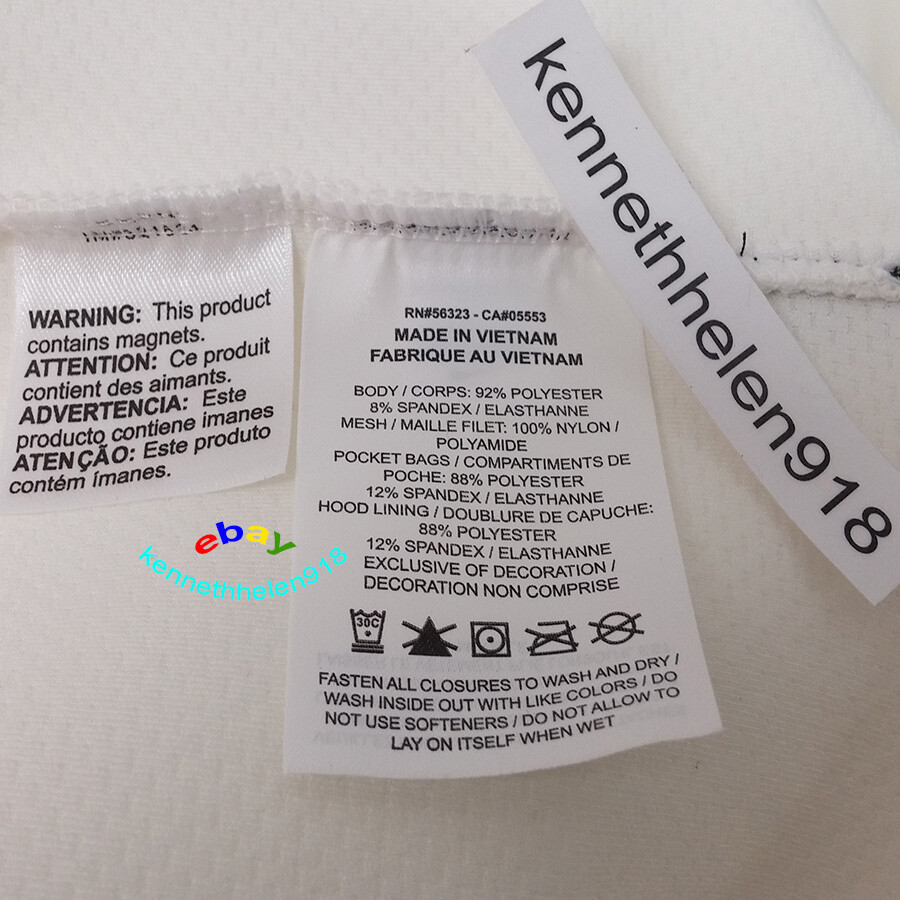 kennethhelen918
WARNING: This product
contains magnets.
ATTENTION: Ce produit
contient des aimants.
ADVERTENCIA: Este
producto contiene imanes
ATENÇÃO: Este produto
contém ímanes.
RN#56323 - CA#05553
MADE IN VIETNAM
FABRIQUE AU VIETNAM
BODY / CORPS: 92% POLYESTER
8% SPANDEX / ELASTHANNE
MESH / MAILLE FILET: 100% NYLON /
POLYAMIDE
POCKET BAGS / COMPARTIMENTS DE
POCHE: 88% POLYESTER
12% SPANDEX / ELASTHANNE
HOOD LINING / DOUBLURE DE CAPUCHE:
88% POLYESTER
12% SPANDEX / ELASTHANNE
EXCLUSIVE OF DECORATION /
DECORATION NON COMPRISE
30C
FASTEN ALL CLOSURES TO WASH AND DRY /
WASH INSIDE OUT WITH LIKE COLORS / DO
NOT USE SOFTENERS / DO NOT ALLOW TO
LAY ON ITSELF WHEN WET
ebay
kennethhelen918